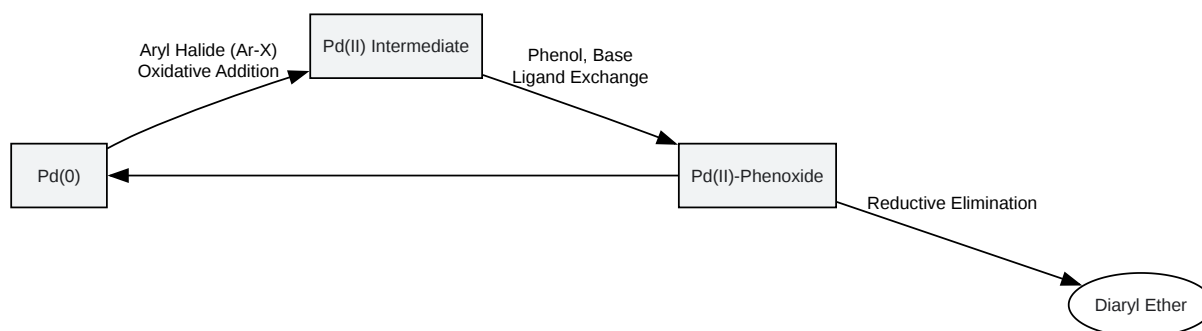 Aryl Halide (Ar-X)
Oxidative Addition
Pd(II) Intermediate
Phenol, Base
Ligand Exchange
Pd(0)
Pd(II)-Phenoxide
Reductive Elimination
Diaryl Ether